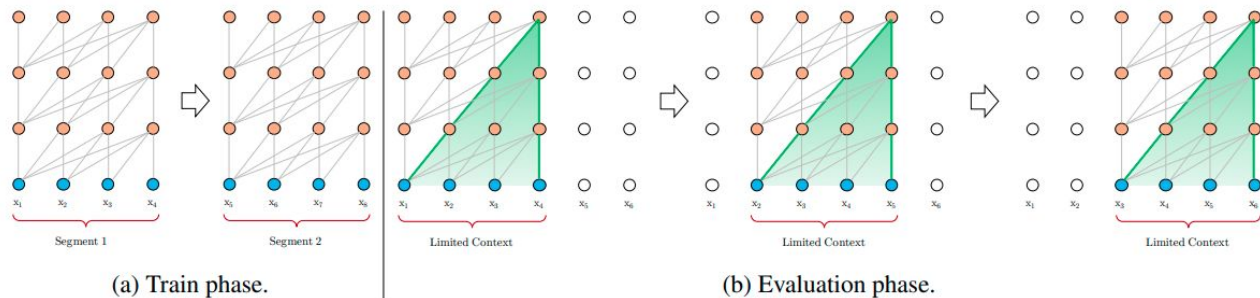 x₁ x₂ x₃ x₄
Segment 1
x₅ x₆ x₇ x₈
Segment 2
(a) Train phase.
x₁ x₂ x₃ x₄ x₅ x₆
Limited Context
x₁ x₂ x₃ x₄ x₅ x₆
Limited Context
x₁ x₂ x₃ x₄ x₅ x₆
Limited Context
(b) Evaluation phase.